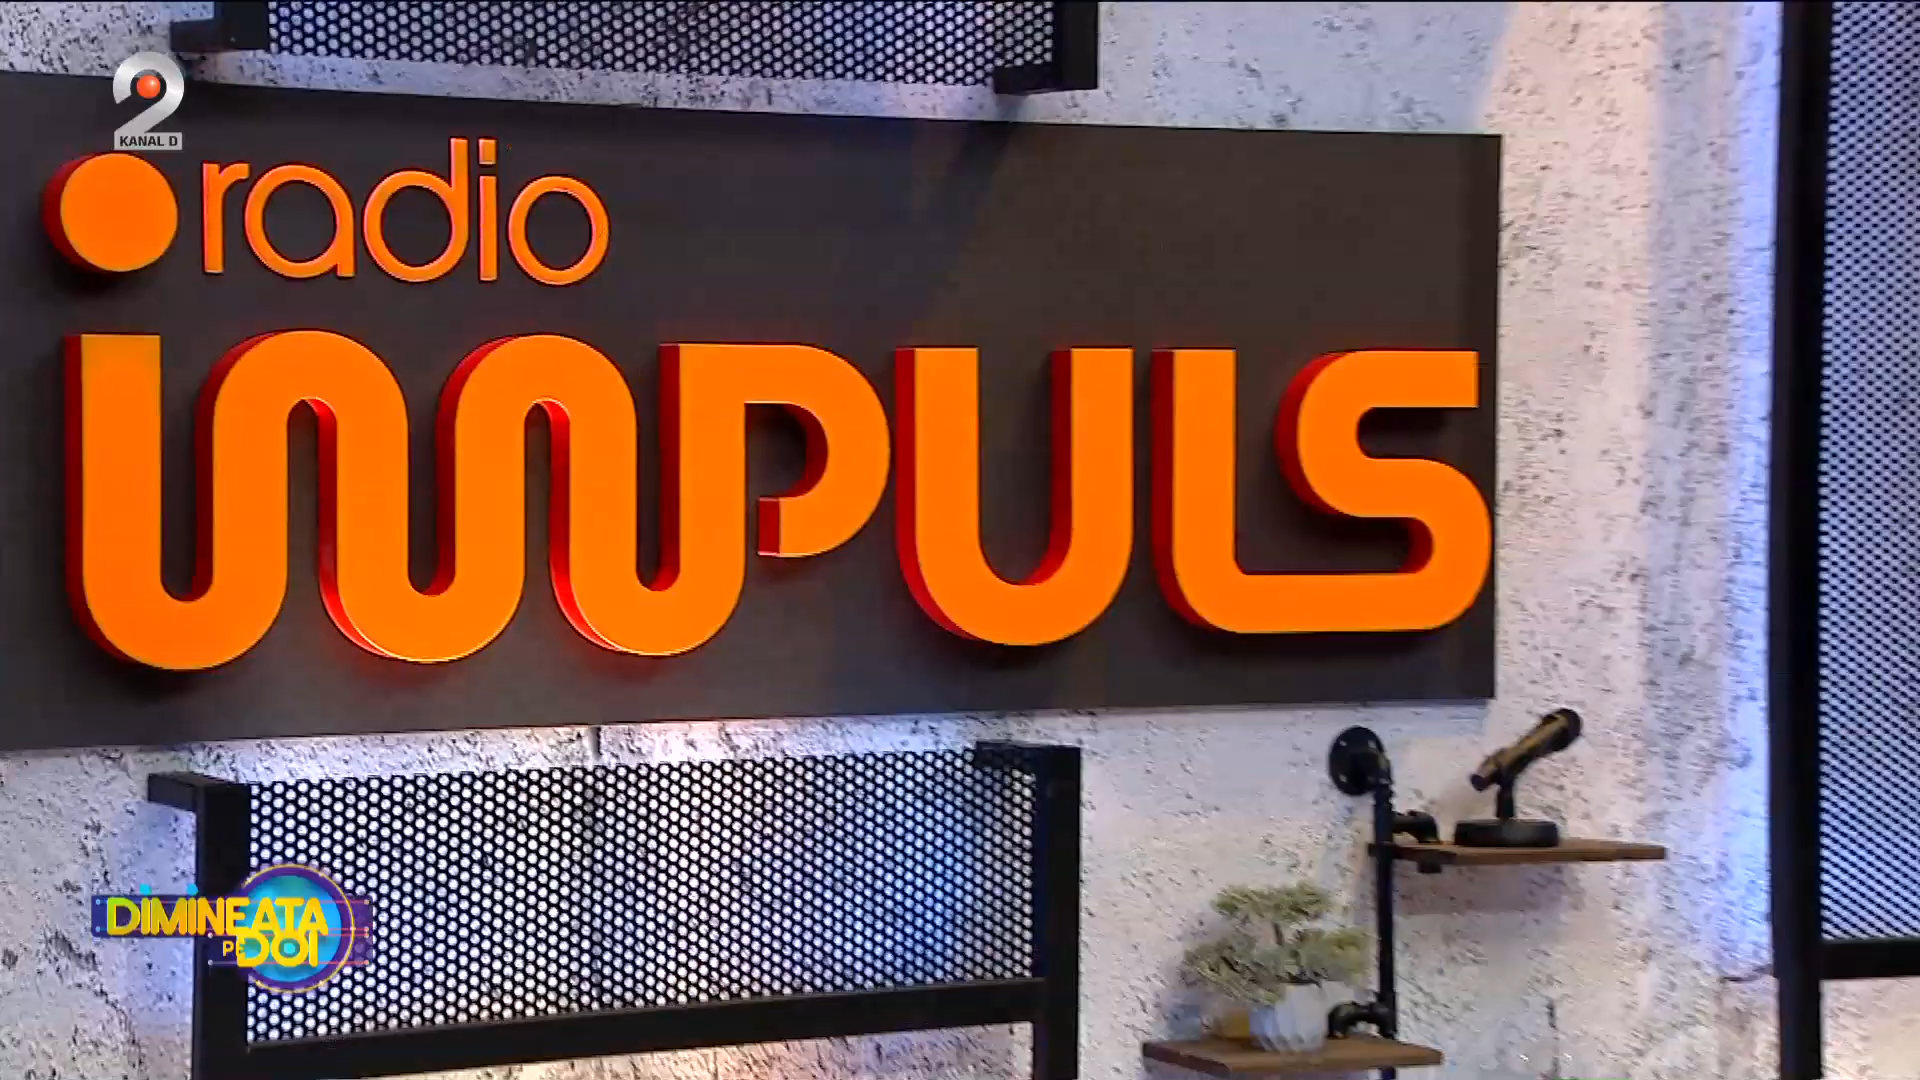 2
KANAL D
radio
impuls
DIMINEATA
PE DOI